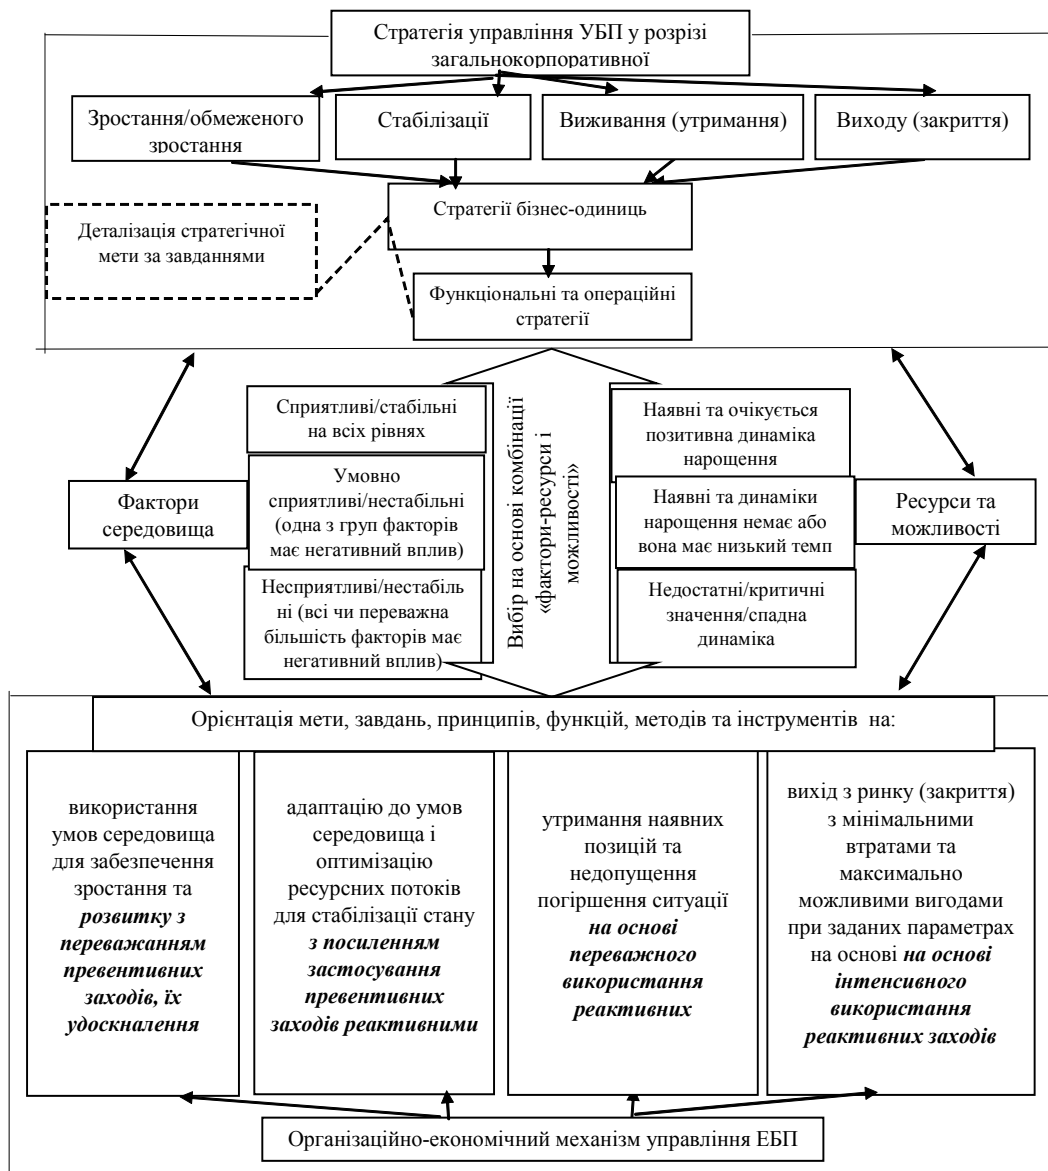 Стратегія управління УБП у розрізі
загальнокорпоративної
Зростання/обмеженого
зростання
Стабілізації
Виживання (утримання)
Виходу (закриття)
Стратегії бізнес-одиниць
Деталізація стратегічної
мети за завданнями
Функціональні та операційні
стратегії
Фактори
середовища
Сприятливі/стабільні
на всіх рівнях
Умовно
сприятливі/нестабільні
(одна з груп факторів
має негативний вплив)
Несприятливі/нестабіль
ні (всі чи переважна
більшість факторів має
негативний вплив)
Вибір на основі комбінації
«фактори-ресурси і
можливості»
Наявні та очікується
позитивна динаміка
нарощення
Наявні та динаміки
нарощення немає або
вона має низький темп
Недостатні/критичні
значення/спадна
динаміка
Ресурси та
можливості
Орієнтація мети, завдань, принципів, функцій, методів та інструментів на:
використання
умов середовища
для забезпечення
зростання та
розвитку з
переважанням
превентивних
заходів, їх
удоскналення
адаптацію до умов
середовища і
оптимізацію
ресурсних потоків
для стабілізації стану
з посиленням
застосування
превентивних
заходів реактивними
утримання наявних
позицій та
недопущення
погіршення ситуації
на основі
переважного
використання
реактивних
вихід з ринку (закриття)
з мінімальними
втратами та
максимально
можливими вигодами
при заданих параметрах
на основі на основі
інтенсивного
використання
реактивних заходів
Організаційно-економічний механізм управління ЕБП